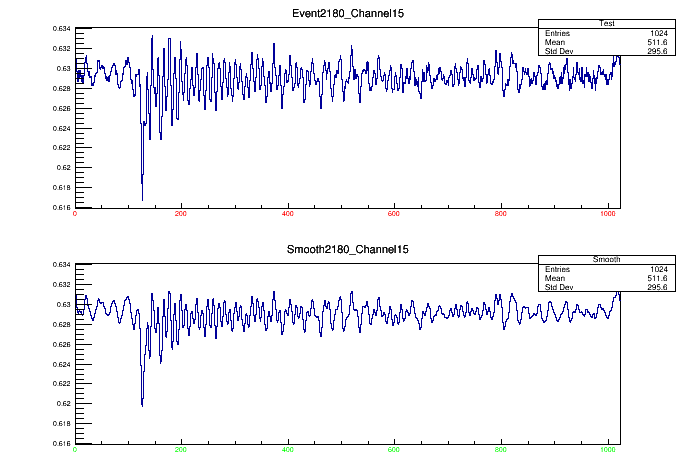 Event2180_Channel15
Test
Entries 1024
Mean 511.6
Std Dev 295.6
0.634
0.632
0.63
0.628
0.626
0.624
0.622
0.62
0.618
0.616
0 200 400 600 800 1000
Smooth2180_Channel15
Smooth
Entries 1024
Mean 511.6
Std Dev 295.6
0.634
0.632
0.63
0.628
0.626
0.624
0.622
0.62
0.618
0.616
0 200 400 600 800 1000